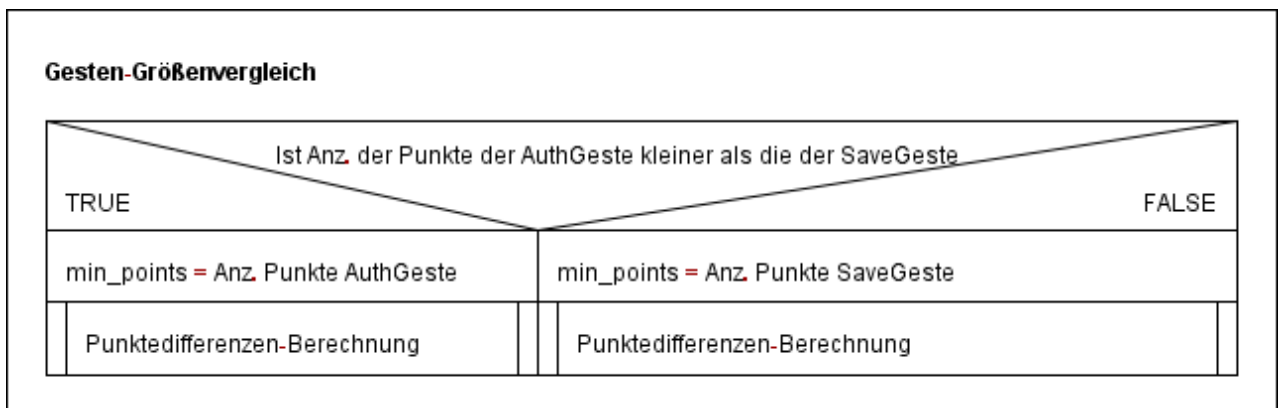 Gesten-Größenvergleich
Ist Anz. der Punkte der AuthGeste kleiner als die der SaveGeste
TRUE
FALSE
min_points = Anz. Punkte AuthGeste
min_points = Anz. Punkte SaveGeste
Punktedifferenzen-Berechnung
Punktedifferenzen-Berechnung